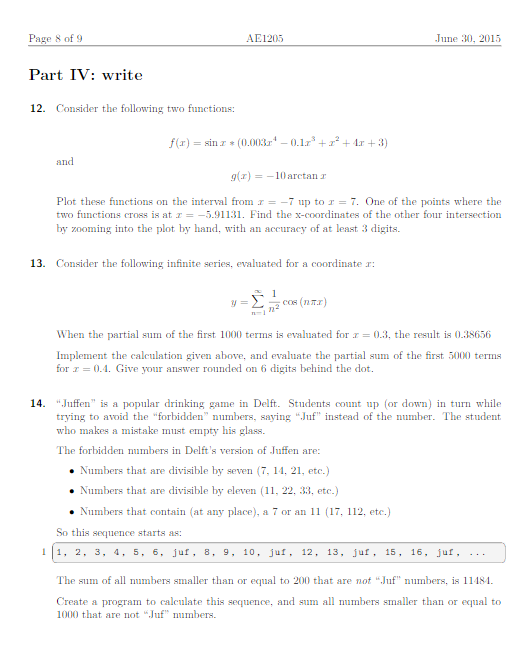 Page 8 of 9 AE1205 June 30, 2015
Part IV: write
12. Consider the following two functions:
f(x) = sin x ∗ (0.003x⁴ − 0.1x³ + x² + 4x + 3)
and
g(x) = −10 arctan x
Plot these functions on the interval from x = −7 up to x = 7. One of the points where the
two functions cross is at x = −5.91131. Find the x-coordinates of the other four intersection
by zooming into the plot by hand, with an accuracy of at least 3 digits.
13. Consider the following infinite series, evaluated for a coordinate x:
y = ∑_{n=1}^{∞} 1/n² cos (nπx)
When the partial sum of the first 1000 terms is evaluated for x = 0.3, the result is 0.38656
Implement the calculation given above, and evaluate the partial sum of the first 5000 terms
for x = 0.4. Give your answer rounded on 6 digits behind the dot.
14. “Juffen” is a popular drinking game in Delft. Students count up (or down) in turn while
trying to avoid the “forbidden” numbers, saying “Juf” instead of the number. The student
who makes a mistake must empty his glass.
The forbidden numbers in Delft's version of Juffen are:
• Numbers that are divisible by seven (7, 14, 21, etc.)
• Numbers that are divisible by eleven (11, 22, 33, etc.)
• Numbers that contain (at any place), a 7 or an 11 (17, 112, etc.)
So this sequence starts as:
1 1, 2, 3, 4, 5, 6, juf, 8, 9, 10, juf, 12, 13, juf, 15, 16, juf, ...
The sum of all numbers smaller than or equal to 200 that are not “Juf” numbers, is 11484.
Create a program to calculate this sequence, and sum all numbers smaller than or equal to
1000 that are not “Juf” numbers.